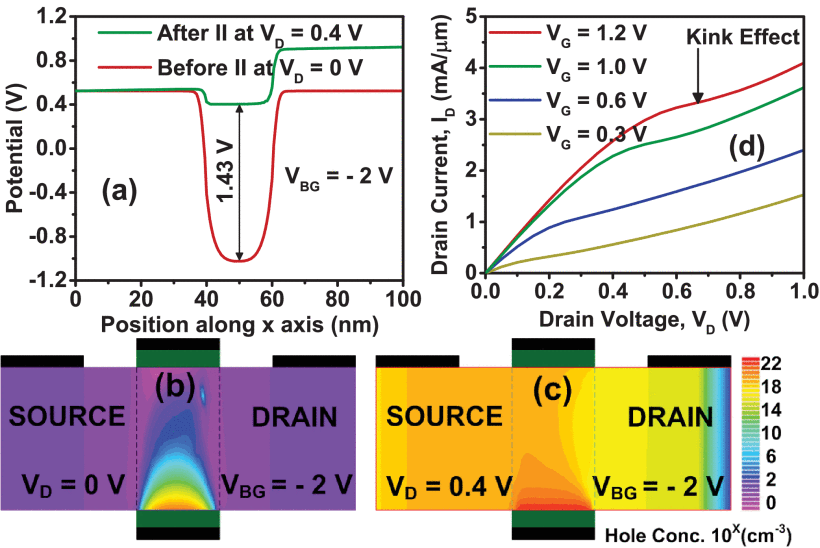 After II at V_D = 0.4 V
Before II at V_D = 0 V
Potential (V)
1.2
0.8
0.4
0.0
-0.4
-0.8
-1.2
1.43 V
(a)
V_BG = - 2 V
0 20 40 60 80 100
Position along x axis (nm)
V_G = 1.2 V
V_G = 1.0 V
V_G = 0.6 V
V_G = 0.3 V
Kink Effect
(d)
Drain Current, I_D (mA/μm)
5
4
3
2
1
0
0.0 0.2 0.4 0.6 0.8 1.0
Drain Voltage, V_D (V)
(b)
SOURCE DRAIN
V_D = 0 V V_BG = - 2 V
(c)
SOURCE DRAIN
V_D = 0.4 V V_BG = - 2 V
22
18
14
10
6
2
0
Hole Conc. 10^X(cm^-3)